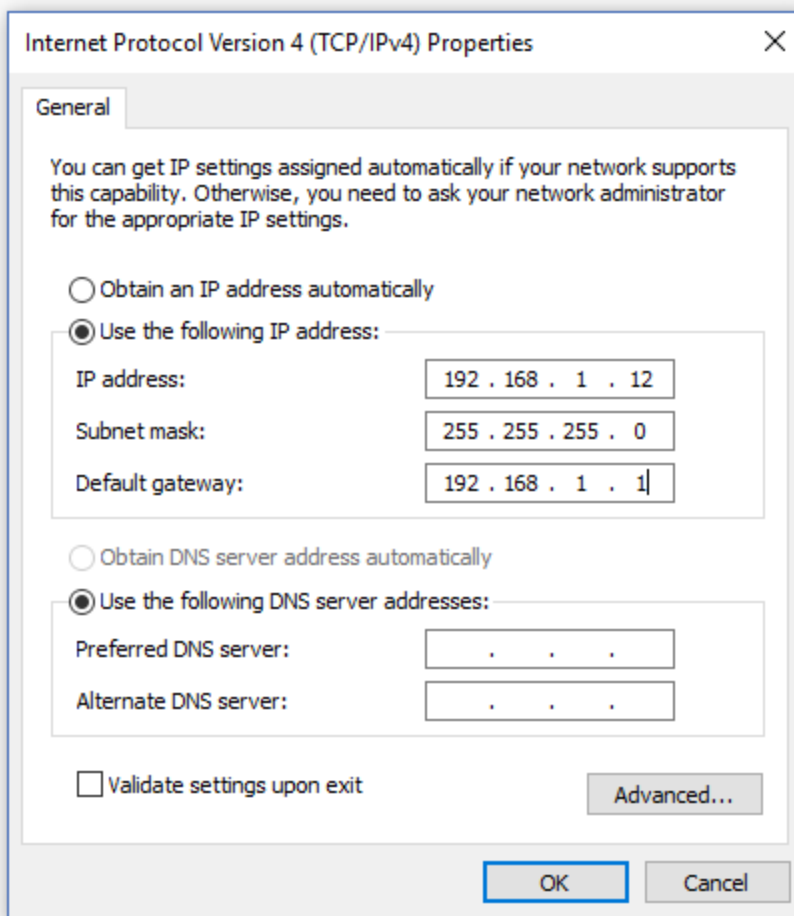 Internet Protocol Version 4 (TCP/IPv4) Properties
General
You can get IP settings assigned automatically if your network supports
this capability. Otherwise, you need to ask your network administrator
for the appropriate IP settings.
Obtain an IP address automatically
Use the following IP address:
IP address: 192 . 168 . 1 . 12
Subnet mask: 255 . 255 . 255 . 0
Default gateway: 192 . 168 . 1 . 1
Obtain DNS server address automatically
Use the following DNS server addresses:
Preferred DNS server: . . .
Alternate DNS server: . . .
Validate settings upon exit
Advanced...
OK Cancel